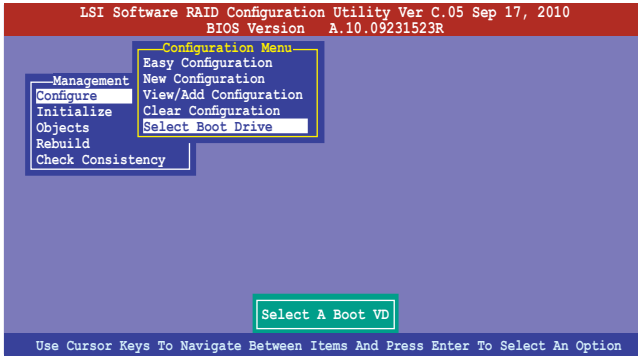 LSI Software RAID Configuration Utility Ver C.05 Sep 17, 2010
BIOS Version A.10.09231523R
Configuration Menu
Easy Configuration
New Configuration
View/Add Configuration
Clear Configuration
Select Boot Drive
Management
Configure
Initialize
Objects
Rebuild
Check Consistency
Select A Boot VD
Use Cursor Keys To Navigate Between Items And Press Enter To Select An Option